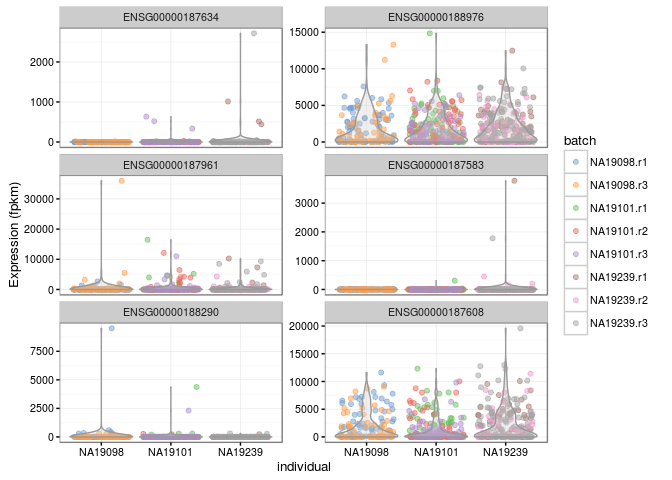 ENSG00000187634
ENSG00000188976
2000
1000
0
15000
10000
5000
0
ENSG00000187961
ENSG00000187583
30000
20000
10000
0
3000
2000
1000
0
ENSG00000188290
ENSG00000187608
7500
5000
2500
0
20000
15000
10000
5000
0
NA19098
NA19101
NA19239
NA19098
NA19101
NA19239
individual
Expression (fpkm)
batch
NA19098.r1
NA19098.r3
NA19101.r1
NA19101.r2
NA19101.r3
NA19239.r1
NA19239.r2
NA19239.r3